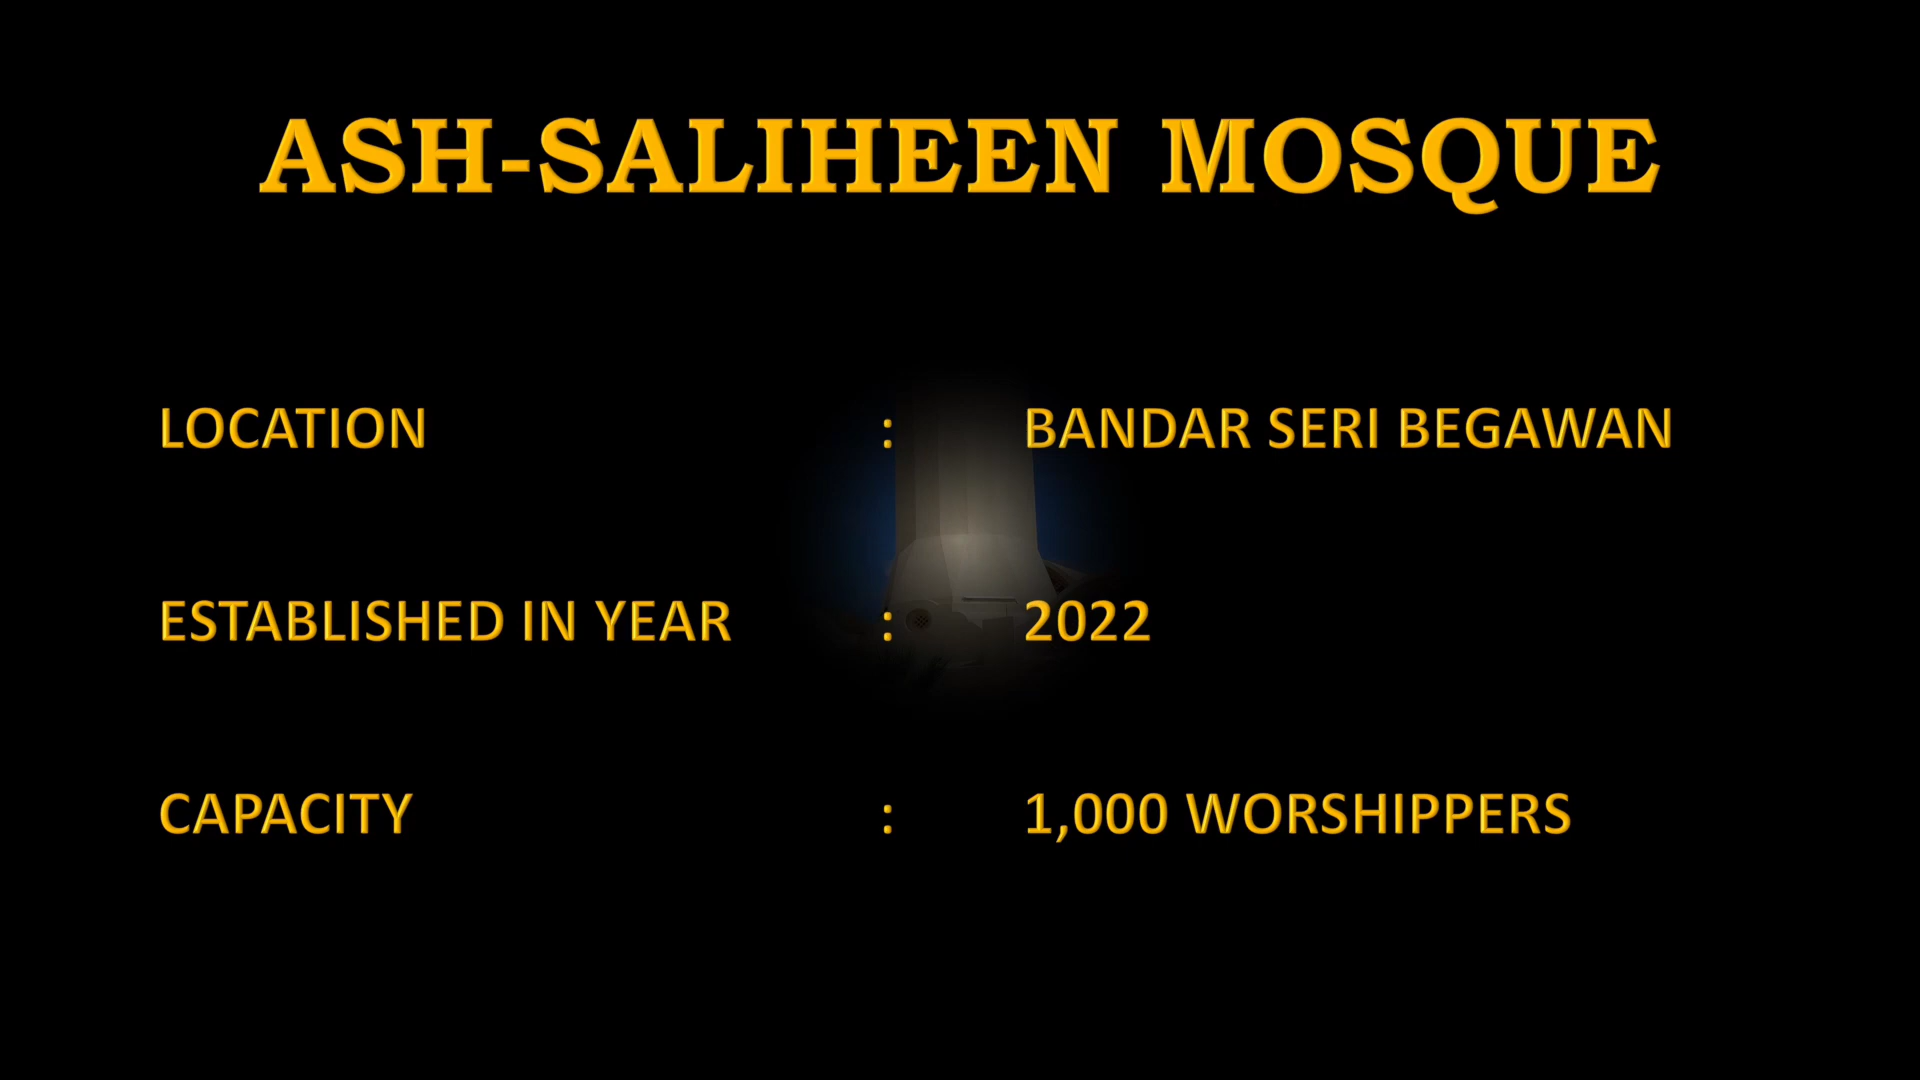 ASH-SALIHEEN MOSQUE
LOCATION : BANDAR SERI BEGAWAN
ESTABLISHED IN YEAR : 2022
CAPACITY : 1,000 WORSHIPPERS